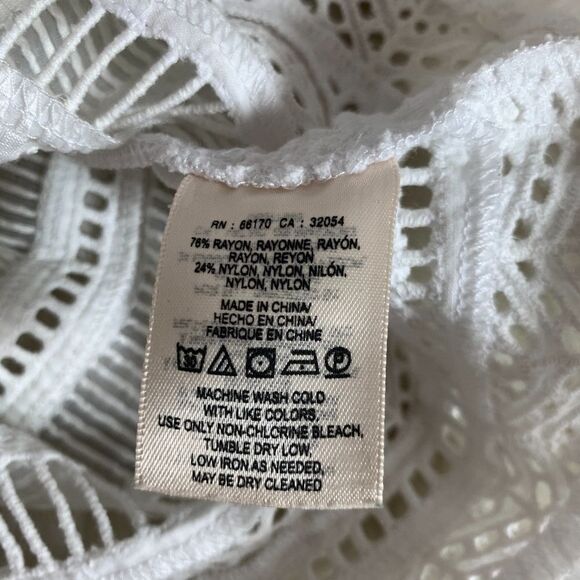 RN : 66170 CA : 32054
76% RAYON, RAYONNE, RAYÓN,
RAYON, REYON
24% NYLON, NYLON, NILÓN,
NYLON, NYLON
MADE IN CHINA/
HECHO EN CHINA/
FABRIQUE EN CHINE
MACHINE WASH COLD
WITH LIKE COLORS.
USE ONLY NON-CHLORINE BLEACH.
TUMBLE DRY LOW.
LOW IRON AS NEEDED.
MAY BE DRY CLEANED